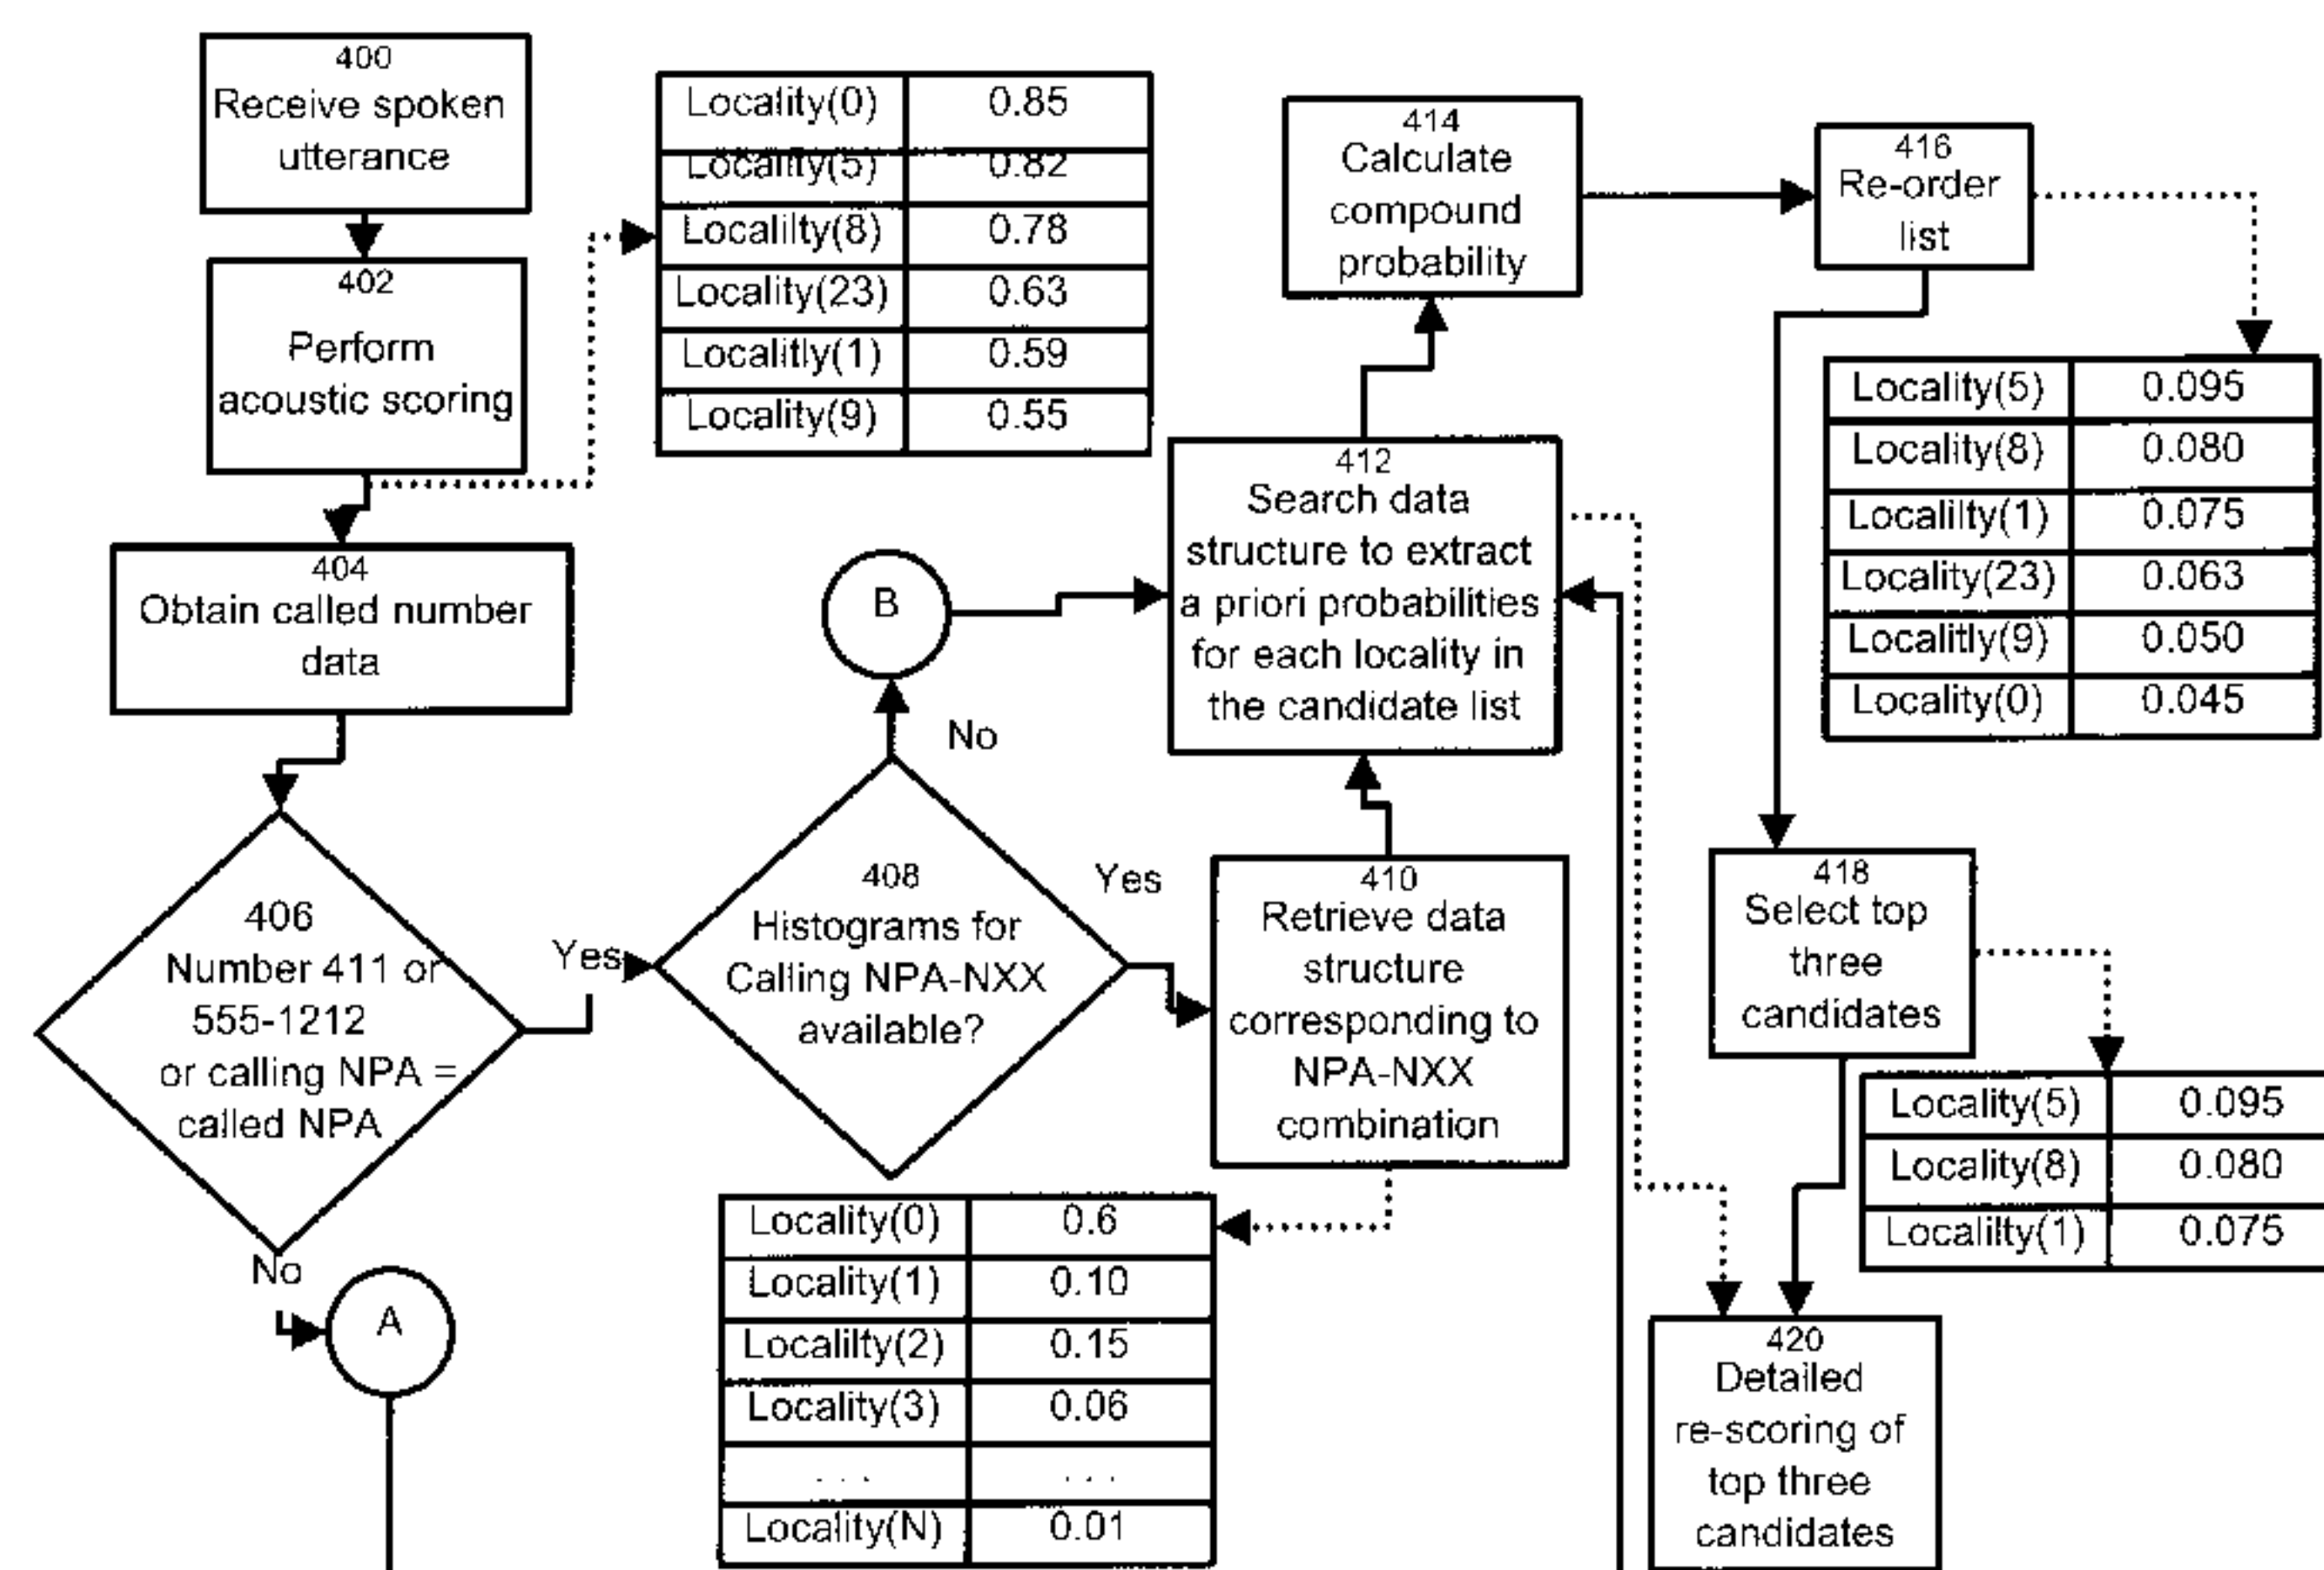 400
Receive spoken
utterance
402
Perform
acoustic scoring
Locality(0) 0.85
Locality(5) 0.82
Localilty(8) 0.78
Locality(23) 0.63
Localitly(1) 0.59
Locality(9) 0.55
404
Obtain called number
data
406
Number 411 or
555-1212
or calling NPA =
called NPA
Yes
No
A
408
Histograms for
Calling NPA-NXX
available?
No
Yes
B
410
Retrieve data
structure
corresponding to
NPA-NXX
combination
Locality(0) 0.6
Locality(1) 0.10
Localilty(2) 0.15
Locality(3) 0.06
. . . . . .
Locality(N) 0.01
412
Search data
structure to extract
a priori probabilities
for each locality in
the candidate list
414
Calculate
compound
probability
416
Re-order
list
Locality(5) 0.095
Locality(8) 0.080
Localilty(1) 0.075
Locality(23) 0.063
Localitly(9) 0.050
Locality(0) 0.045
418
Select top
three
candidates
Locality(5) 0.095
Locality(8) 0.080
Localilty(1) 0.075
420
Detailed
re-scoring of
top three
candidates